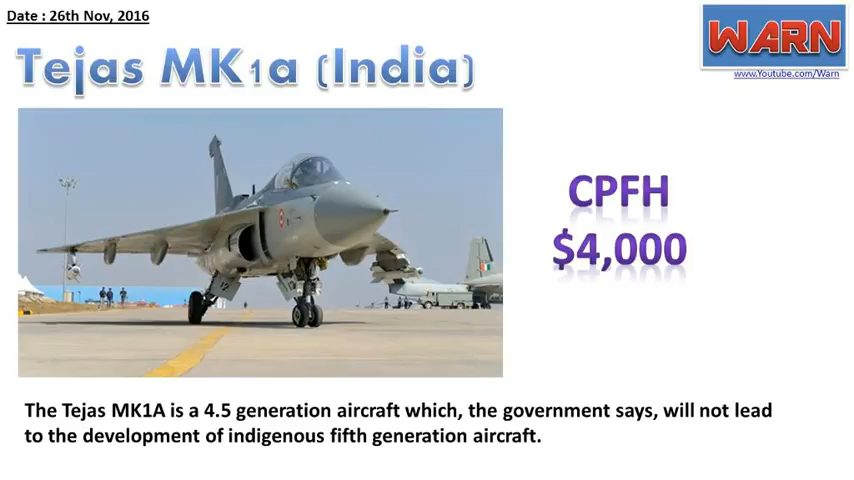 Date : 26th Nov, 2016
WARN
www.Youtube.com/Warn
Tejas MK1a (India)
CPFH
$4,000
The Tejas MK1A is a 4.5 generation aircraft which, the government says, will not lead
to the development of indigenous fifth generation aircraft.